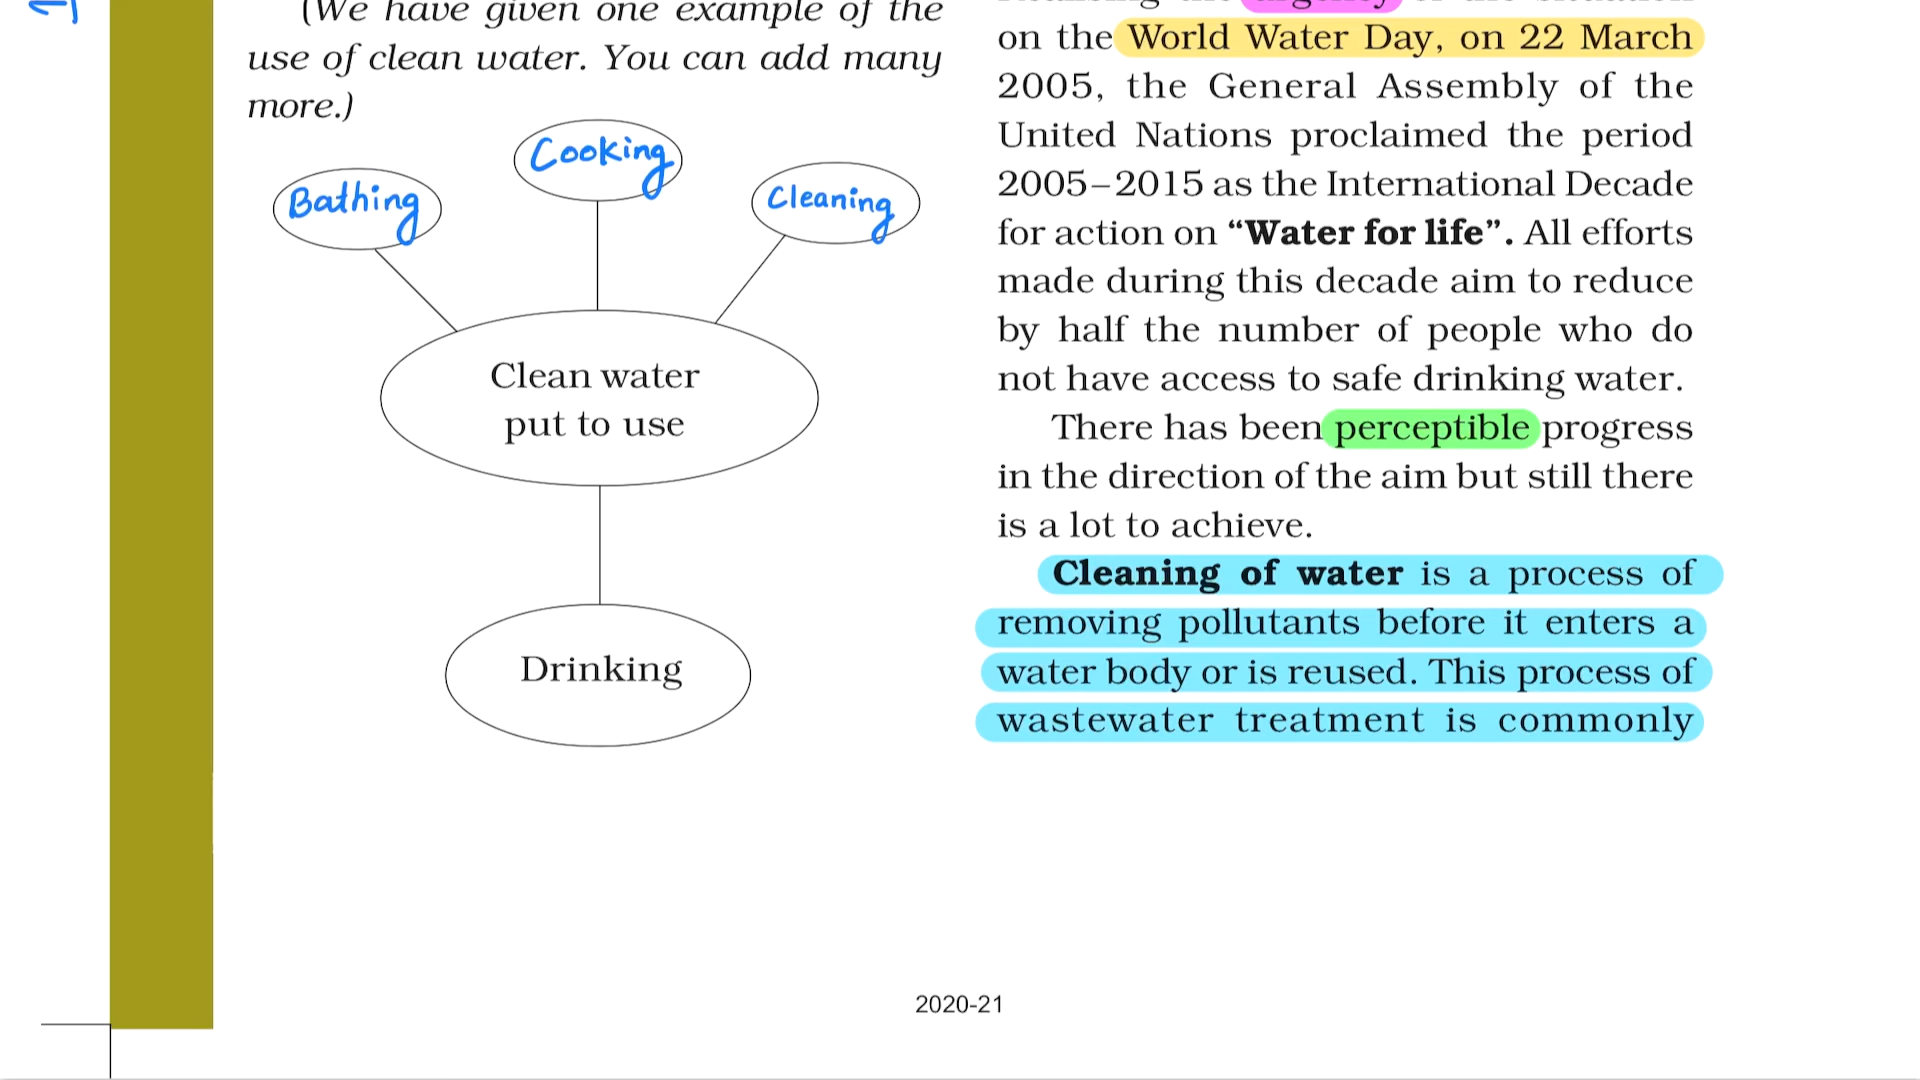 (We have given one example of the
use of clean water. You can add many
more.)
Cooking
Bathing
Cleaning
Clean water
put to use
Drinking
urgency
on the World Water Day, on 22 March
2005, the General Assembly of the
United Nations proclaimed the period
2005–2015 as the International Decade
for action on “Water for life”. All efforts
made during this decade aim to reduce
by half the number of people who do
not have access to safe drinking water.
There has been perceptible progress
in the direction of the aim but still there
is a lot to achieve.
Cleaning of water is a process of
removing pollutants before it enters a
water body or is reused. This process of
wastewater treatment is commonly
2020-21